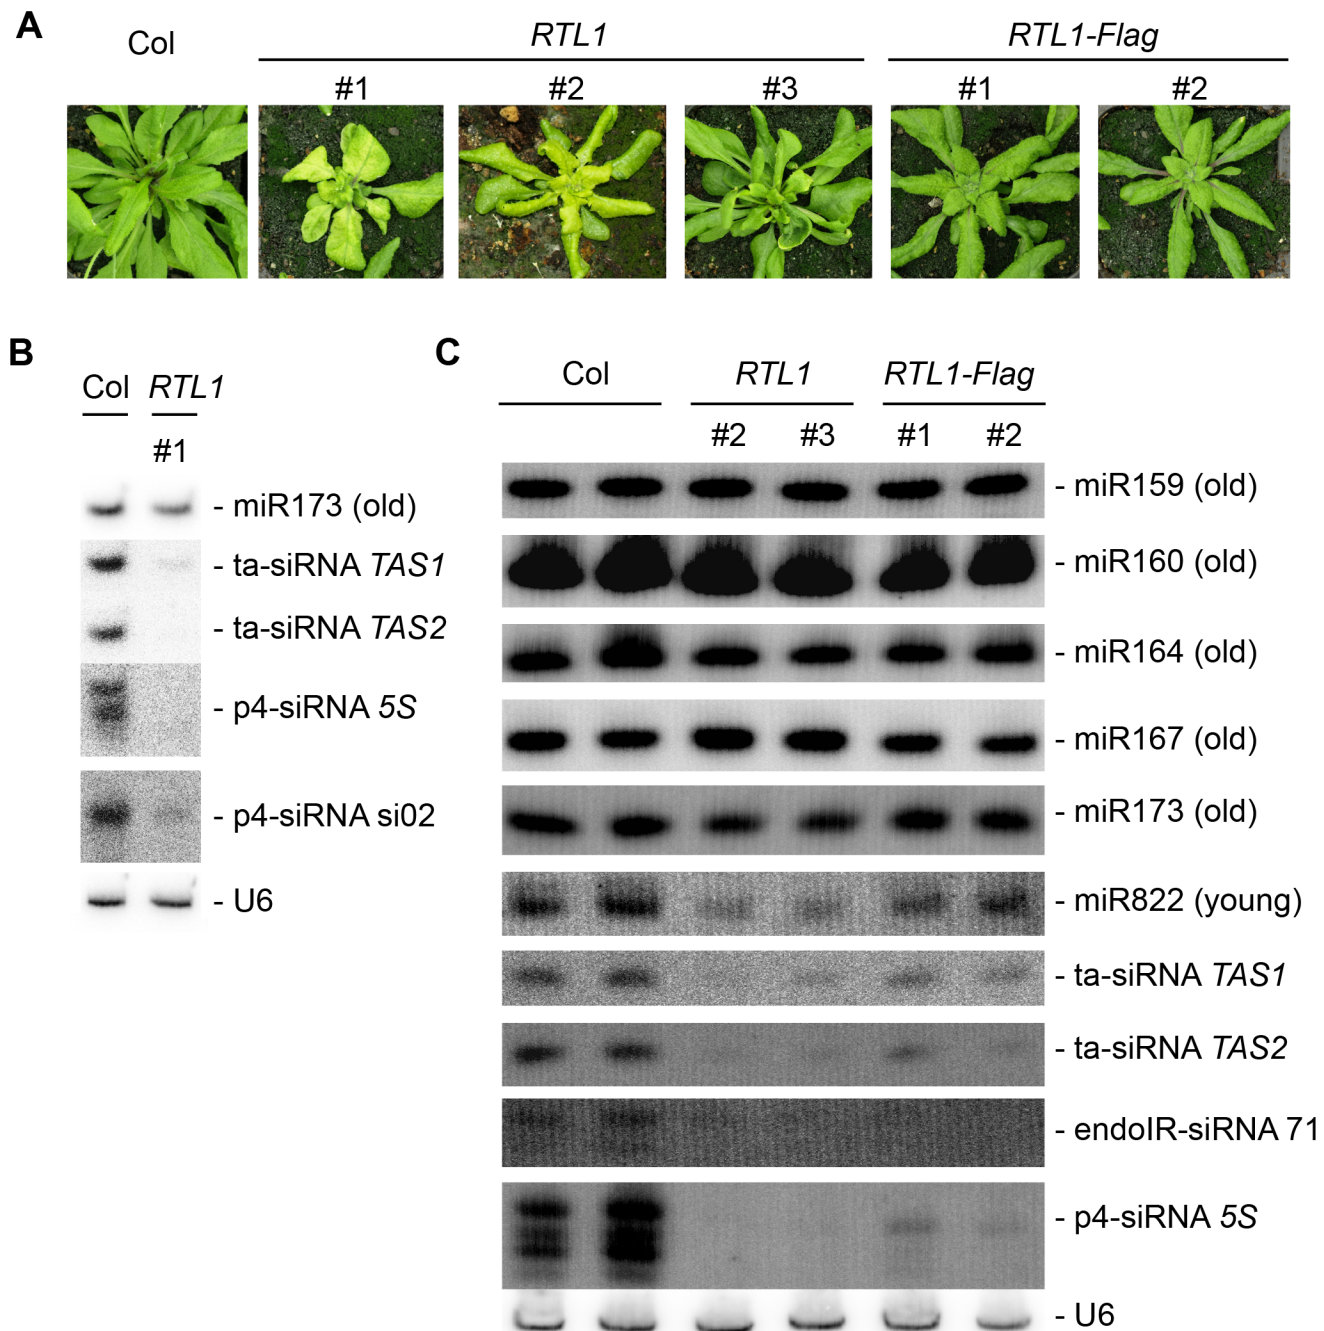 A
Col
RTL1
RTL1-Flag
#1
#2
#3
#1
#2
B
Col
RTL1
#1
- miR173 (old)
- ta-siRNA TAS1
- ta-siRNA TAS2
- p4-siRNA 5S
- p4-siRNA si02
- U6
C
Col
RTL1
RTL1-Flag
#2
#3
#1
#2
- miR159 (old)
- miR160 (old)
- miR164 (old)
- miR167 (old)
- miR173 (old)
- miR822 (young)
- ta-siRNA TAS1
- ta-siRNA TAS2
- endoIR-siRNA 71
- p4-siRNA 5S
- U6